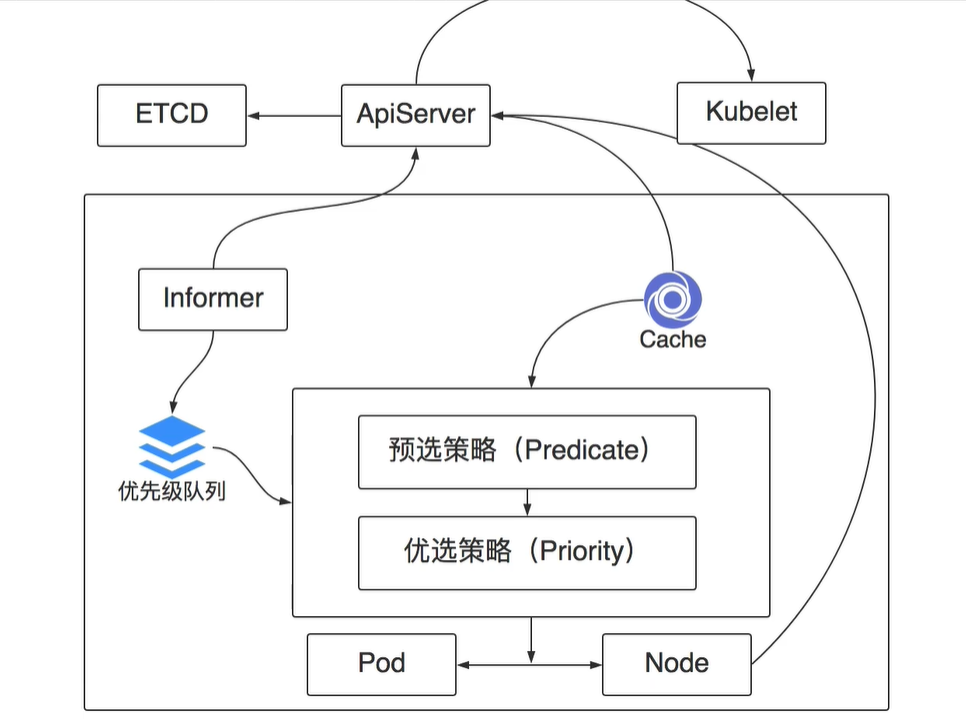 ETCD
ApiServer
Kubelet
Informer
Cache
优先级队列
预选策略（Predicate）
优选策略（Priority）
Pod
Node